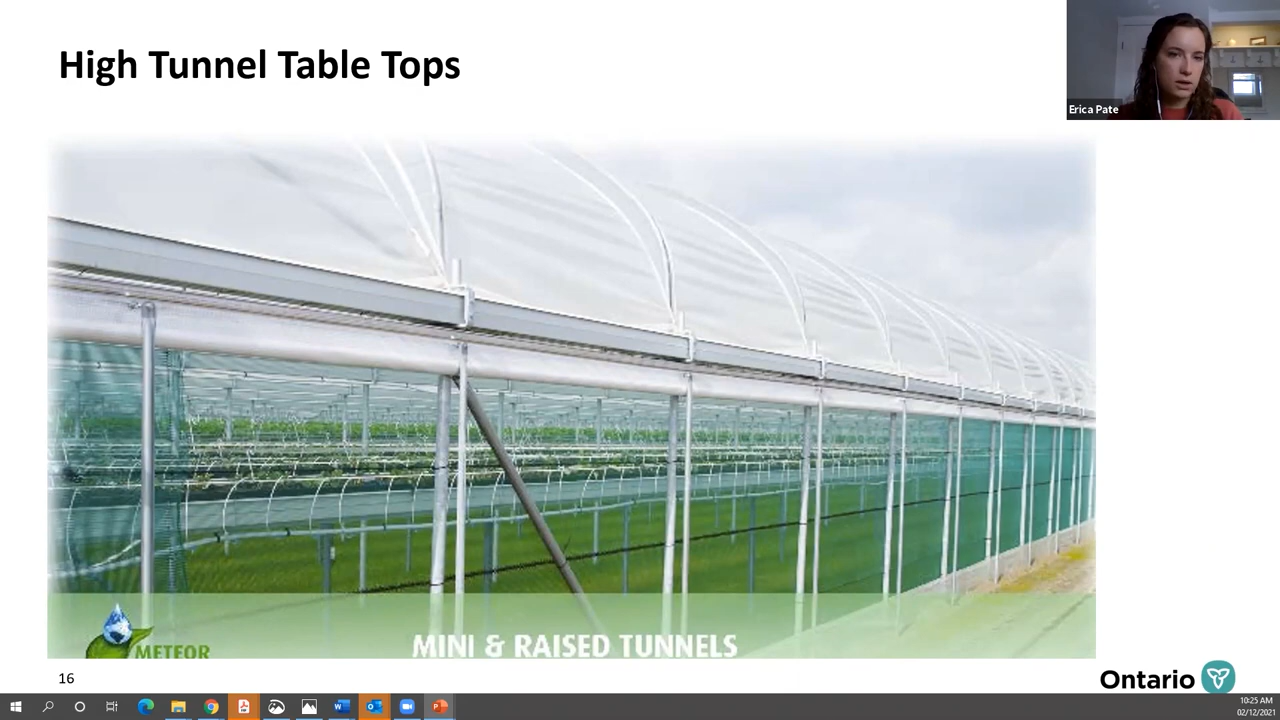 High Tunnel Table Tops
Erica Pate
METEOR
MINI & RAISED TUNNELS
16
Ontario
10:25 AM
02/12/2021